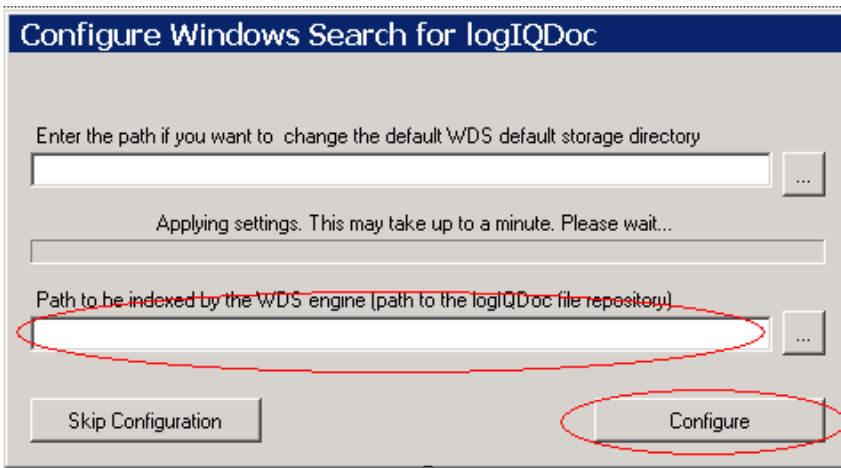 Configure Windows Search for logIQDoc
Enter the path if you want to  change the default WDS default storage directory
...
Applying settings. This may take up to a minute. Please wait...
Path to be indexed by the WDS engine (path to the logIQDoc file repository)
...
Skip Configuration
Configure